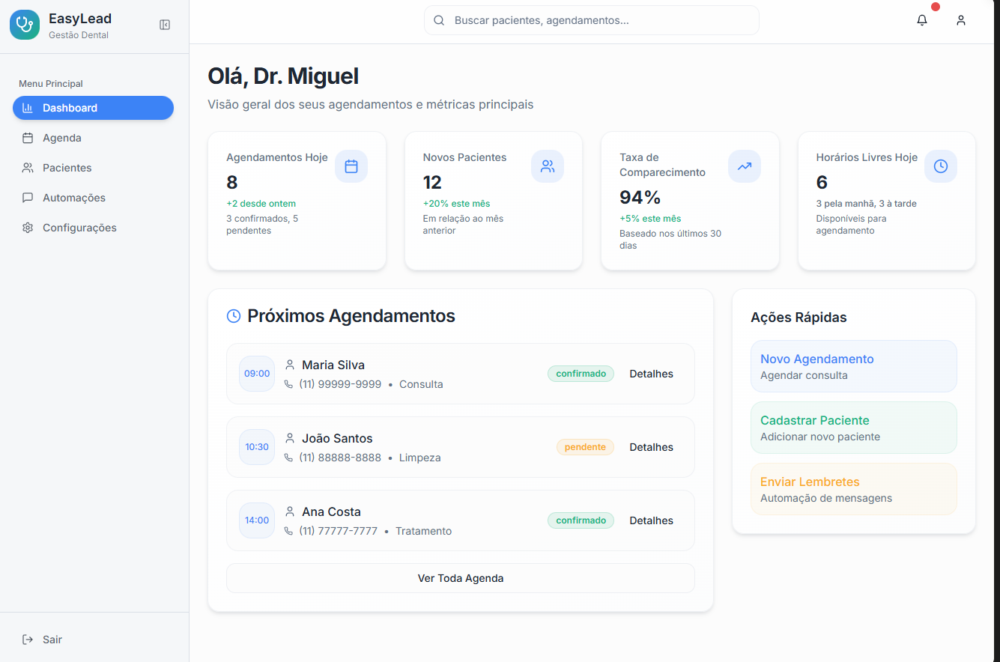 EasyLead
Gestão Dental
Buscar pacientes, agendamentos...
Menu Principal
Dashboard
Agenda
Pacientes
Automações
Configurações
Sair
Olá, Dr. Miguel
Visão geral dos seus agendamentos e métricas principais
Agendamentos Hoje
8
+2 desde ontem
3 confirmados, 5
pendentes
Novos Pacientes
12
+20% este mês
Em relação ao mês
anterior
Taxa de
Comparecimento
94%
+5% este mês
Baseado nos últimos 30
dias
Horários Livres Hoje
6
3 pela manhã, 3 à tarde
Disponíveis para
agendamento
Próximos Agendamentos
09:00
Maria Silva
(11) 99999-9999 • Consulta
confirmado
Detalhes
10:30
João Santos
(11) 88888-8888 • Limpeza
pendente
Detalhes
14:00
Ana Costa
(11) 77777-7777 • Tratamento
confirmado
Detalhes
Ver Toda Agenda
Ações Rápidas
Novo Agendamento
Agendar consulta
Cadastrar Paciente
Adicionar novo paciente
Enviar Lembretes
Automação de mensagens